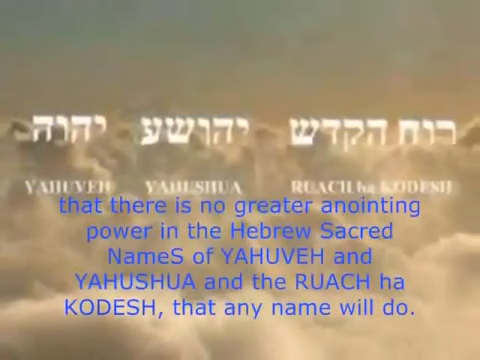 יהוה יהושע רוח הקדש
YAHUVEH YAHUSHUA RUACH ha KODESH
that there is no greater anointing
power in the Hebrew Sacred
NameS of YAHUVEH and
YAHUSHUA and the RUACH ha
KODESH, that any name will do.